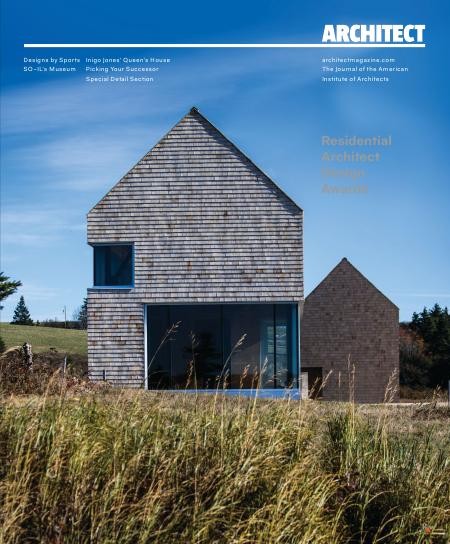 ARCHITECT
Designs by Sports
SO–IL's Museum
Inigo Jones' Queen's House
Picking Your Successor
Special Detail Section
architectmagazine.com
The Journal of the American
Institute of Architects
Residential
Architect
Design
Awards